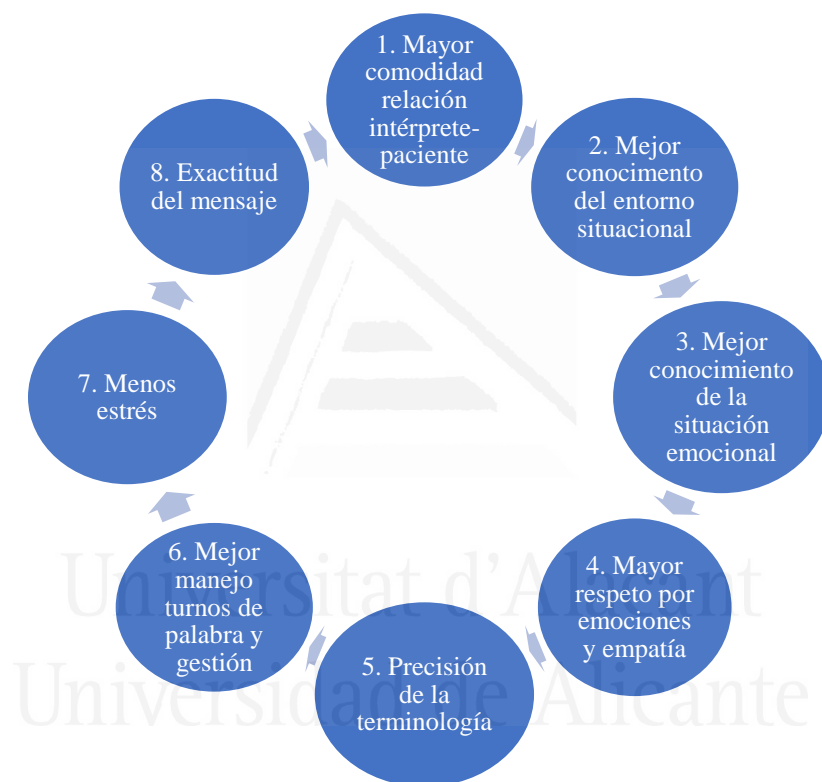 1. Mayor
comodidad
relación
intérprete-
paciente
2. Mejor
conocimento
del entorno
situacional
3. Mejor
conocimiento
de la
situación
emocional
4. Mayor
respeto por
emociones
y empatía
5. Precisión
de la
terminología
6. Mejor
manejo
turnos de
palabra y
gestión
7. Menos
estrés
8. Exactitud
del mensaje
Universitat d'Alacant
Universidad de Alicante